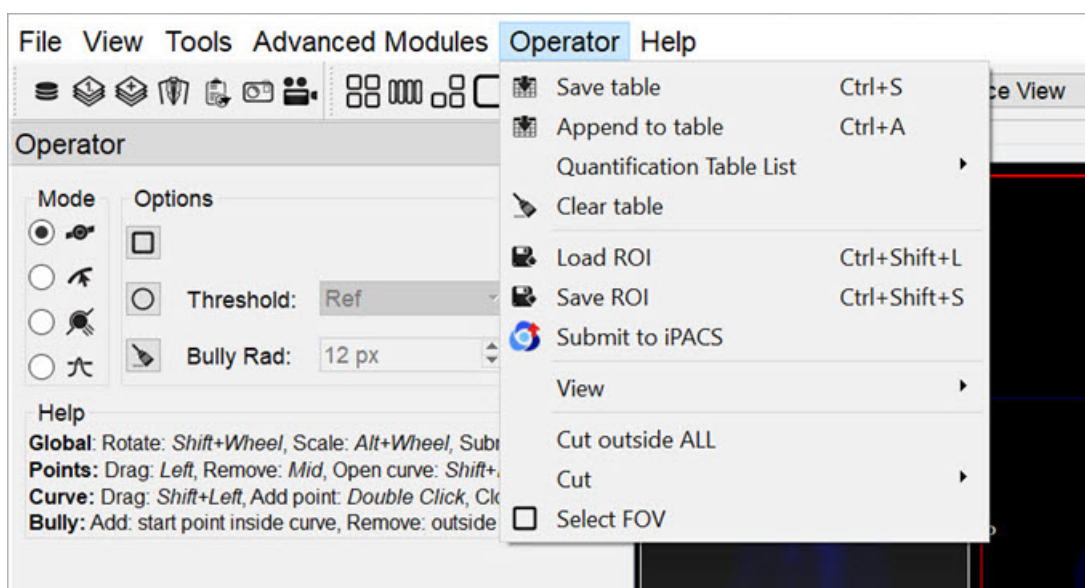 File View Tools Advanced Modules Operator Help
Save table Ctrl+S
ce View
Append to table Ctrl+A
Operator
Quantification Table List
Mode Options
Clear table
Load ROI Ctrl+Shift+L
Threshold: Ref
Save ROI Ctrl+Shift+S
Submit to iPACS
Bully Rad: 12 px
View
Help
Global: Rotate: Shift+Wheel, Scale: Alt+Wheel, Subr
Cut outside ALL
Points: Drag: Left, Remove: Mid, Open curve: Shift+
Cut
Curve: Drag: Shift+Left, Add point: Double Click, Clo
Bully: Add: start point inside curve, Remove: outside
Select FOV